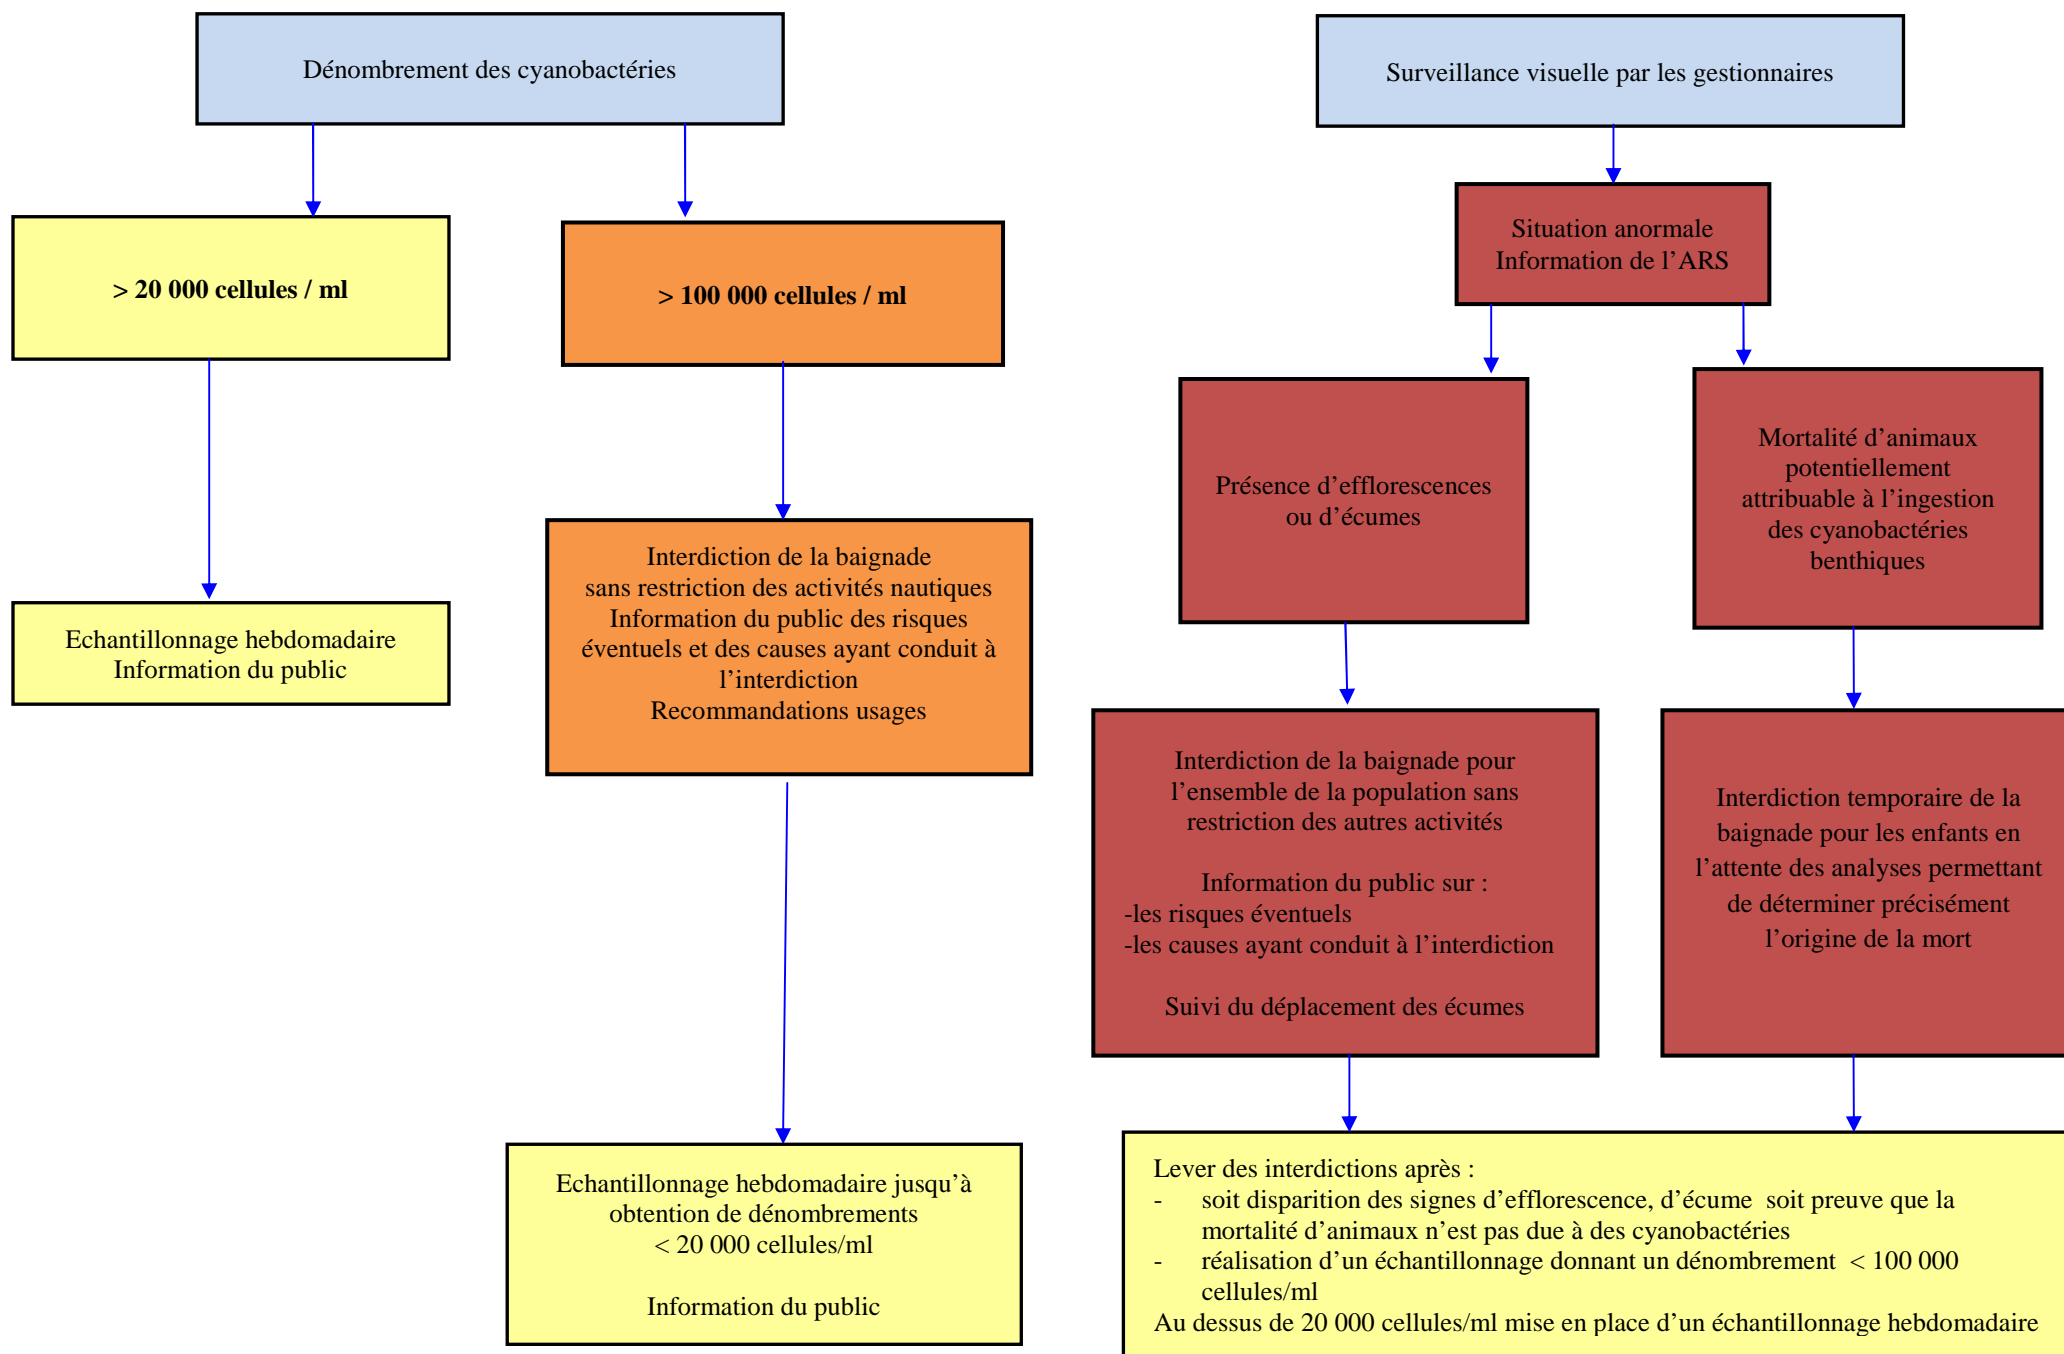 Dénombrement des cyanobactéries
> 20 000 cellules / ml
Echantillonnage hebdomadaire
Information du public
> 100 000 cellules / ml
Interdiction de la baignade
sans restriction des activités nautiques
Information du public des risques
éventuels et des causes ayant conduit à
l’interdiction
Recommandations usages
Echantillonnage hebdomadaire jusqu’à
obtention de dénombrements
< 20 000 cellules/ml
Information du public
Surveillance visuelle par les gestionnaires
Situation anormale
Information de l’ARS
Présence d’efflorescences
ou d’écumes
Interdiction de la baignade pour
l’ensemble de la population sans
restriction des autres activités
Information du public sur :
-les risques éventuels
-les causes ayant conduit à l’interdiction
Suivi du déplacement des écumes
Mortalité d’animaux
potentiellement
attribuable à l’ingestion
des cyanobactéries
benthiques
Interdiction temporaire de la
baignade pour les enfants en
l’attente des analyses permettant
de déterminer précisément
l’origine de la mort
Lever des interdictions après :
- soit disparition des signes d’efflorescence, d’écume soit preuve que la
mortalité d’animaux n’est pas due à des cyanobactéries
- réalisation d’un échantillonnage donnant un dénombrement < 100 000
cellules/ml
Au dessus de 20 000 cellules/ml mise en place d’un échantillonnage hebdomadaire